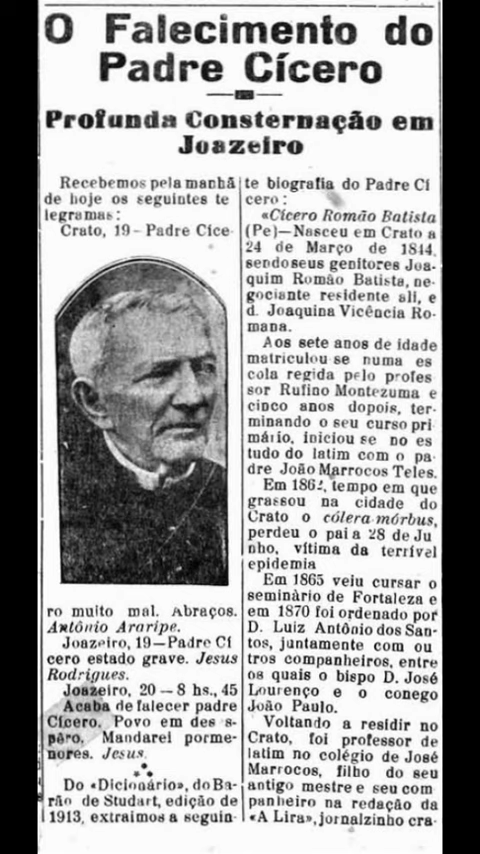 O Falecimento do
Padre Cícero
Profunda Consternação em
Joazeiro
Recebemos pela manhã
de hoje os seguintes te
legramas:
Crato, 19-Padre Cice-
ro muito mal. Abraços.
Antônio Araripe.
Joazeiro, 19—Padre Cí
cero estado grave. Jesus
Rodrigues.
Joazeiro, 20—8 hs., 45
Acaba de falecer padre
Cícero. Povo em des s-
pêro. Mandarei porme-
nores. Jesus.
Do «Dicionário», do Ba-
rão de Studart, edição de
1913, extraimos a seguin-
te biografia do Padre Cí
cero:
«Cícero Romão Batista
(Pe)—Nasceu em Crato a
24 de Março de 1844,
sendo seus genitores Joa-
quim Romão Batista, ne-
gociante residente ali, e
d. Joaquina Vicência Ro-
mana.
Aos sete anos de idade
matriculou-se numa es
cola regida pelo profes
sor Rufino Montezuma e
cinco anos dopois, ter-
minando o seu curso pri
mário, iniciou se no es
tudo do latim com o pa
dre João Marrocos Teles.
Em 1862, tempo em que
grassou na cidade do
Crato o cólera-mórbus,
perdeu o pai a 28 de Ju
nho, vítima da terrível
epidemia
Em 1865 veiu cursar o
seminário de Fortaleza e
em 1870 foi ordenado por
D. Luiz Antônio dos San-
tos, juntamente com ou
tros companheiros, entre
os quais o bispo D. José
Lourenço e o conego
João Paulo.
Voltando a residir no
Crato, foi professor de
latim no colégio de José
Marrocos, filho do seu
antigo mestre e seu com
panheiro na redação da
«A Lira», jornalzinho cra-